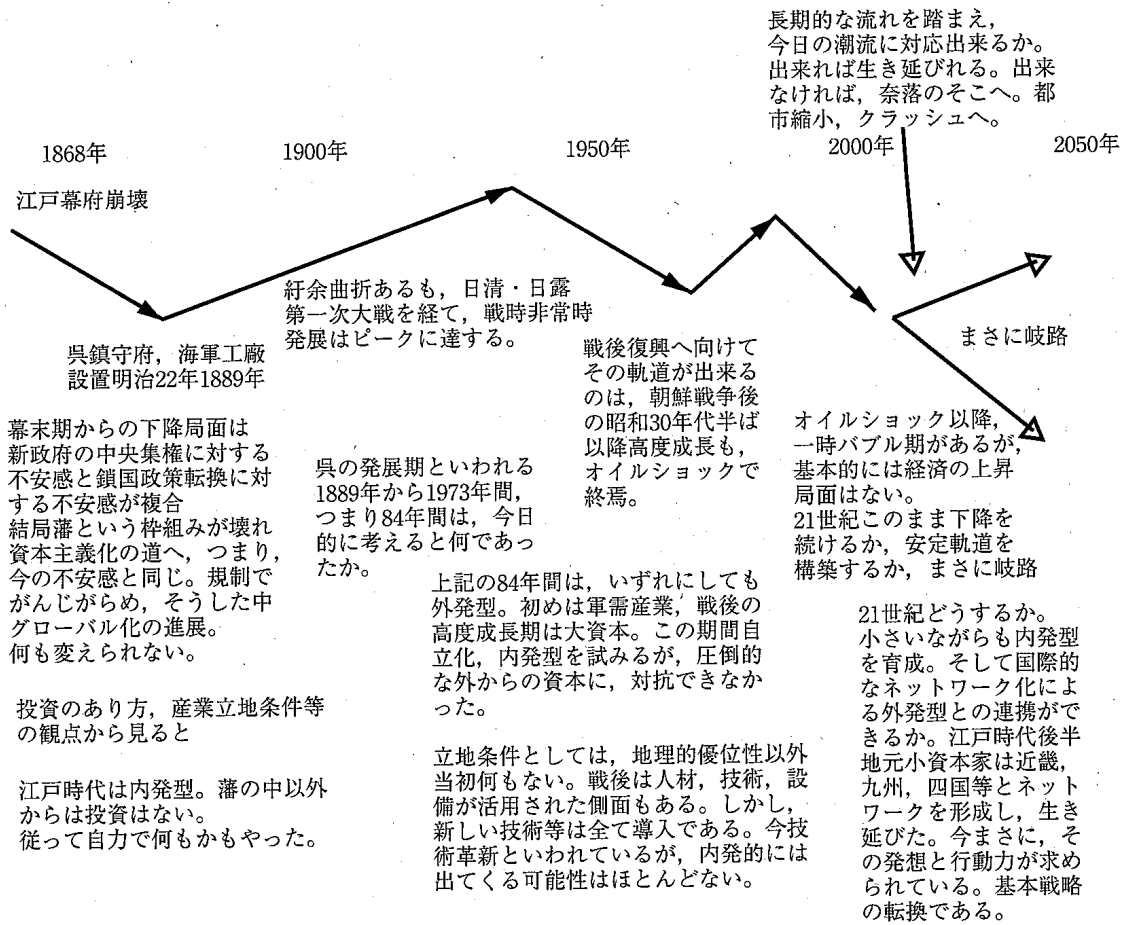 長期的な流れを踏まえ，
今日の潮流に対応出来るか。
出来れば生き延びれる。出来
なければ，奈落のそこへ。都
市縮小，クラッシュへ。
1868年
1900年
1950年
2000年
2050年
江戸幕府崩壊
紆余曲折あるも，日清・日露
第一次大戦を経て，戦時非常時
発展はピークに達する。
まさに岐路
呉鎮守府，海軍工廠
設置明治22年1889年
戦後復興へ向けて
その軌道が出来る
のは，朝鮮戦争後
の昭和30年代半ば
以降高度成長も，
オイルショックで
終焉。
オイルショック以降，
一時バブル期があるが，
基本的には経済の上昇
局面はない。
21世紀このまま下降を
続けるか，安定軌道を
構築するか，まさに岐路
幕末期からの下降局面は
新政府の中央集権に対する
不安感と鎖国政策転換に対
する不安感が複合
結局藩という枠組みが壊れ
資本主義化の道へ，つまり，
今の不安感と同じ。規制で
がんじがらめ，そうした中
グローバル化の進展。
何も変えられない。
呉の発展期といわれる
1889年から1973年間，
つまり84年間は，今日
的に考えると何であっ
たか。
上記の84年間は，いずれにしても
外発型。初めは軍需産業，戦後の
高度成長期は大資本。この期間自
立化，内発型を試みるが，圧倒的
な外からの資本に，対抗できなか
った。
21世紀どうするか。
小さいながらも内発型
を育成。そして国際的
なネットワーク化によ
る外発型との連携がで
きるか。江戸時代後半
地元小資本家は近畿，
九州，四国等とネット
ワークを形成し，生き
延びた。今まさに，そ
の発想と行動力が求め
られている。基本戦略
の転換である。
投資のあり方，産業立地条件等
の観点から見ると
江戸時代は内発型。藩の中以外
からは投資はない。
従って自力で何もかもやった。
立地条件としては，地理的優位性以外
当初何もない。戦後は人材，技術，設
備が活用された側面もある。しかし，
新しい技術等は全て導入である。今技
術革新といわれているが，内発的には
出てくる可能性はほとんどない。